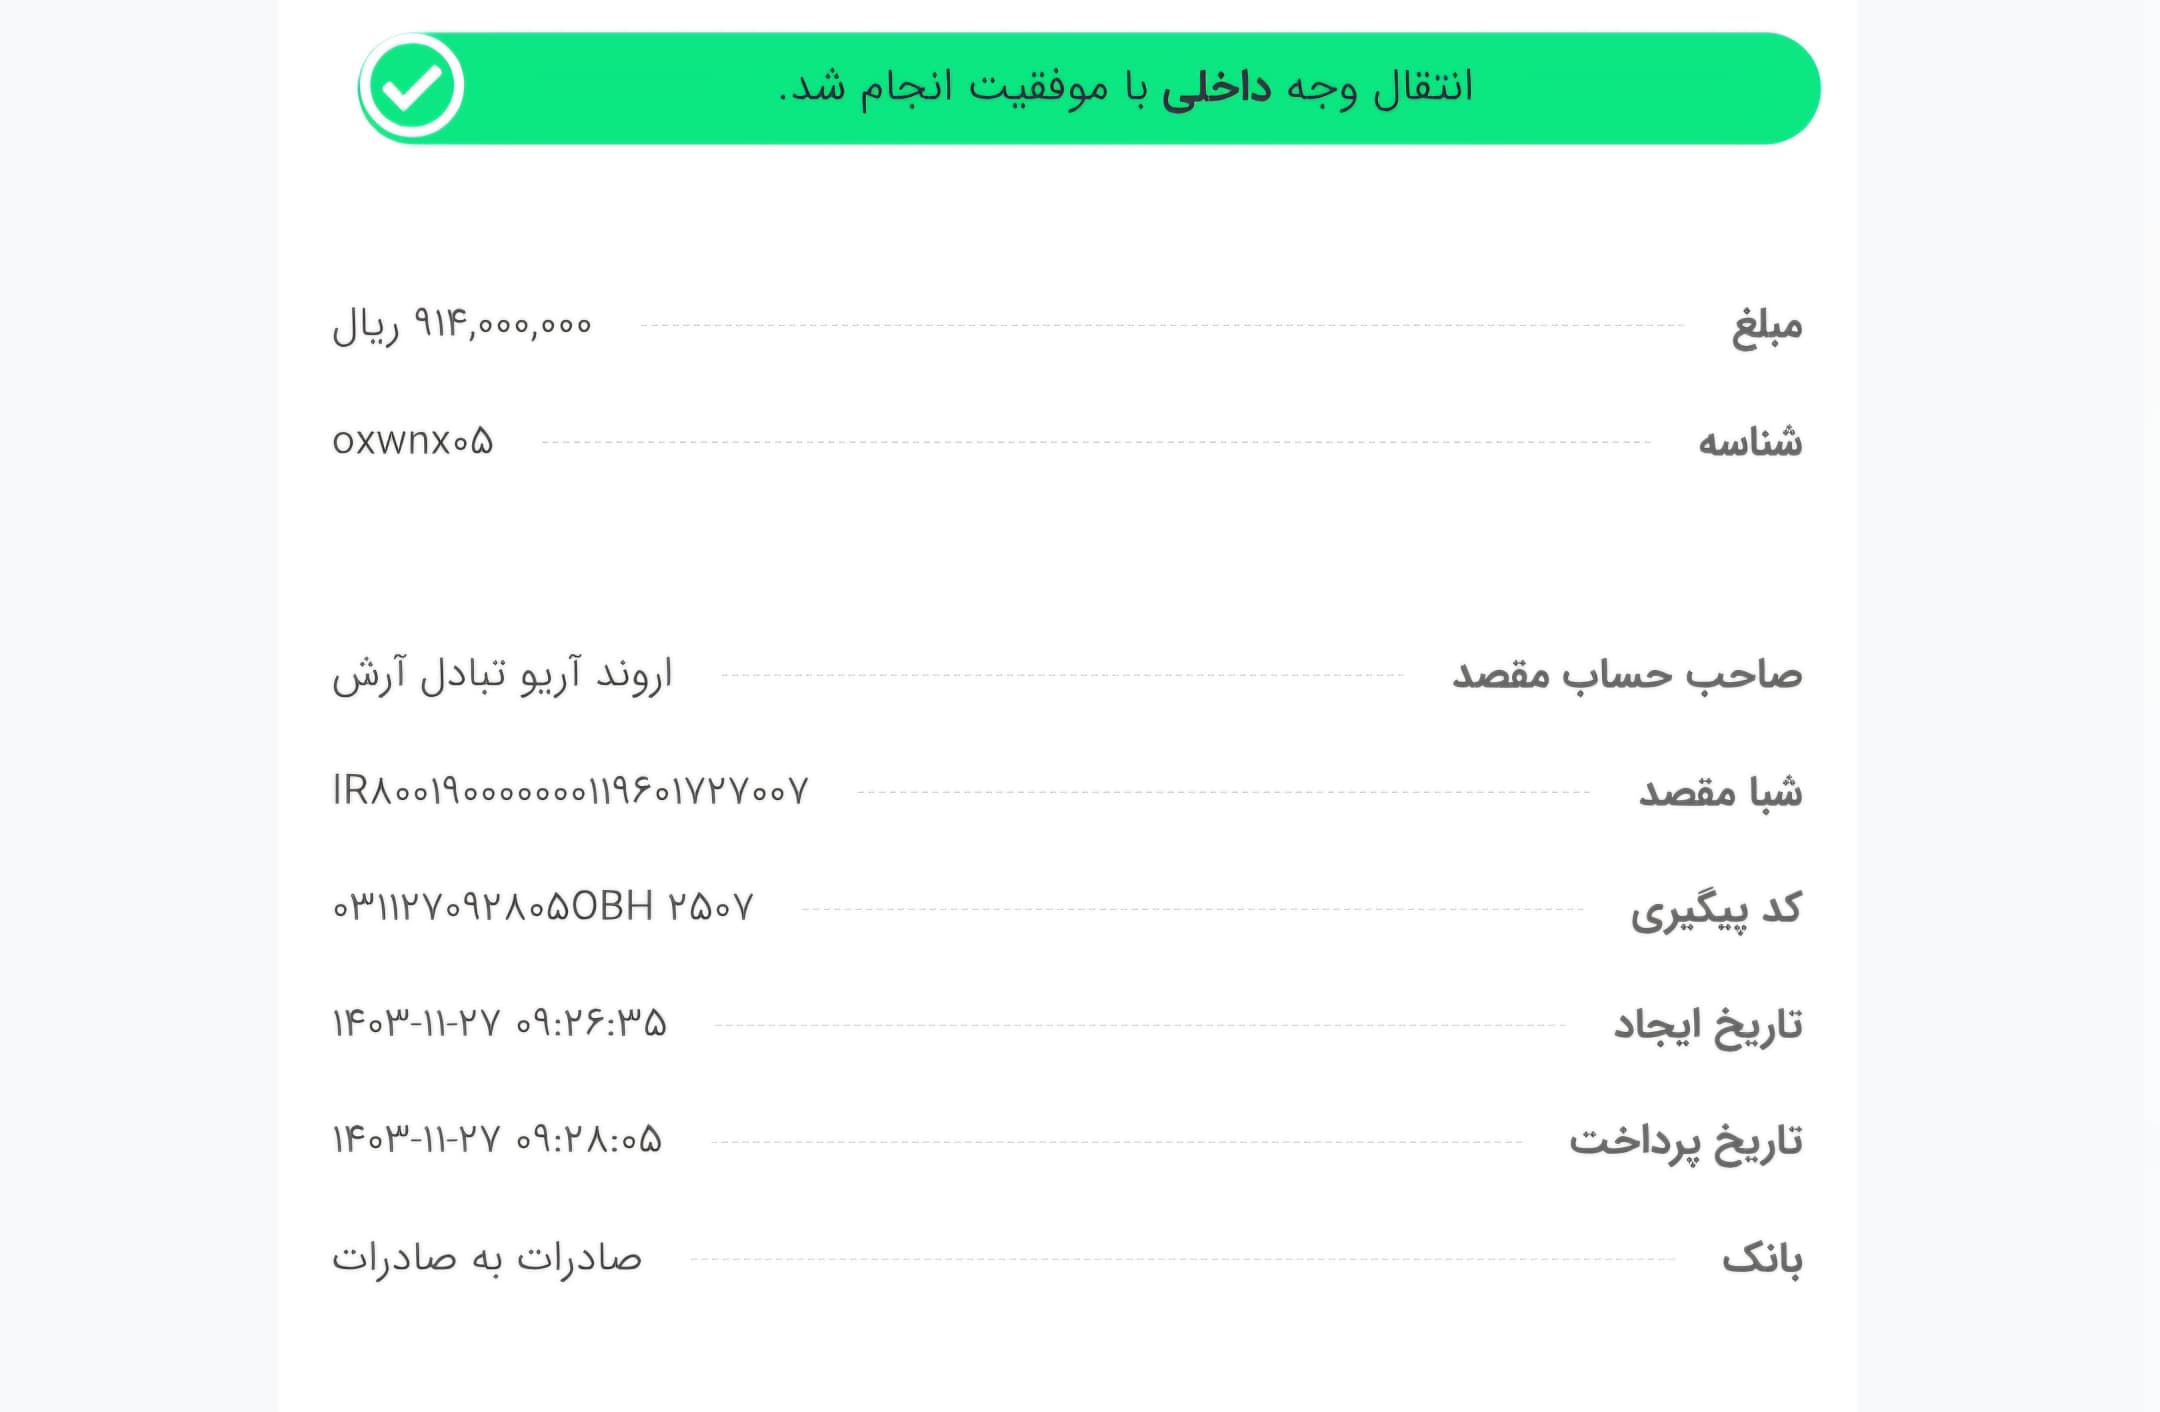 انتقال وجه داخلی با موفقیت انجام شد.
مبلغ ۹۱۴,۰۰۰,۰۰۰ ریال
شناسه oxwnx۰۵
صاحب حساب مقصد اروند آریو تبادل آرش
شبا مقصد IR۸۰۰۱۹۰۰۰۰۰۰۰۱۱۹۶۰۱۷۲۷۰۰۷
کد پیگیری ۰۳۱۱۲۷۰۹۲۸۰۵OBH ۲۵۰۷
تاریخ ایجاد ۱۴۰۳-۱۱-۲۷ ۰۹:۲۶:۳۵
تاریخ پرداخت ۱۴۰۳-۱۱-۲۷ ۰۹:۲۸:۰۵
بانک صادرات به صادرات